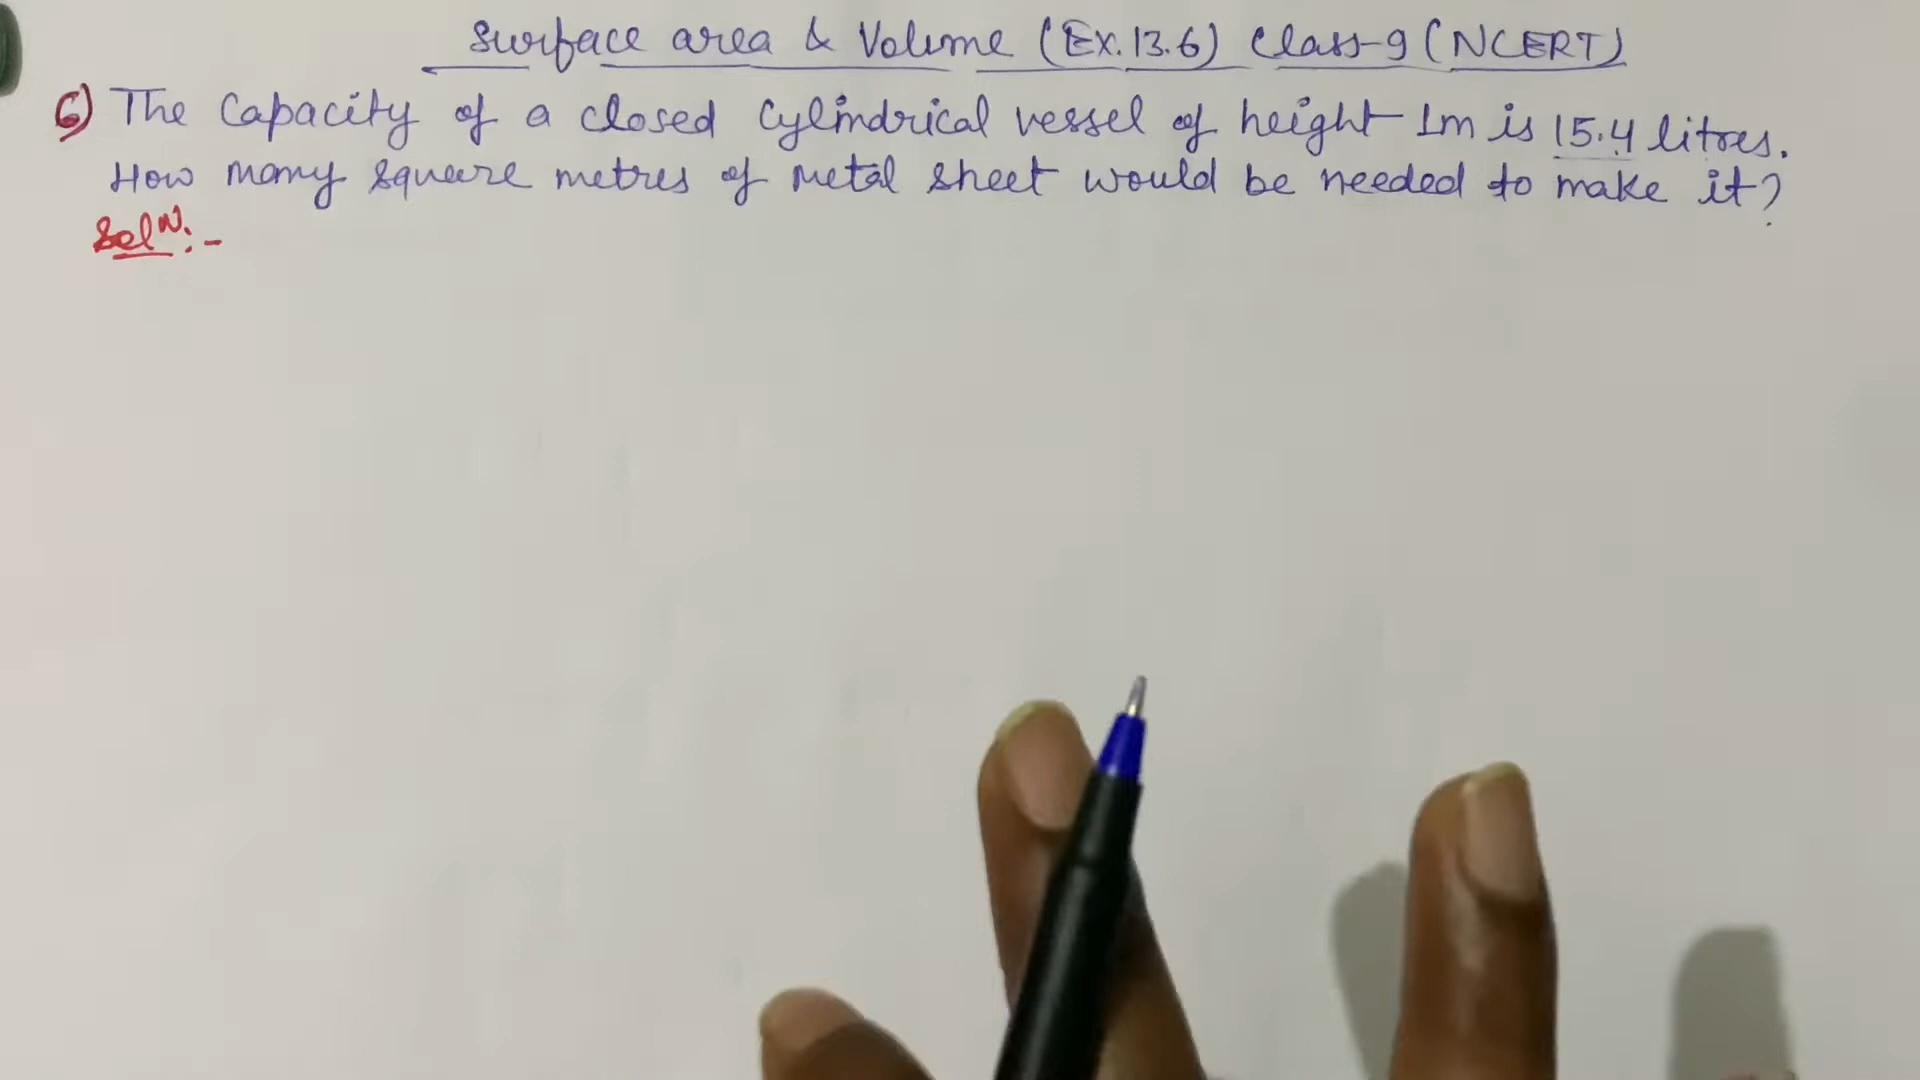 Surface area & Volume (Ex. 13.6) Class-9 (NCERT)
6) The Capacity of a closed Cylindrical vessel of height 1m is 15.4 litres.
How many square metres of metal sheet would be needed to make it?
Solᴺ:-